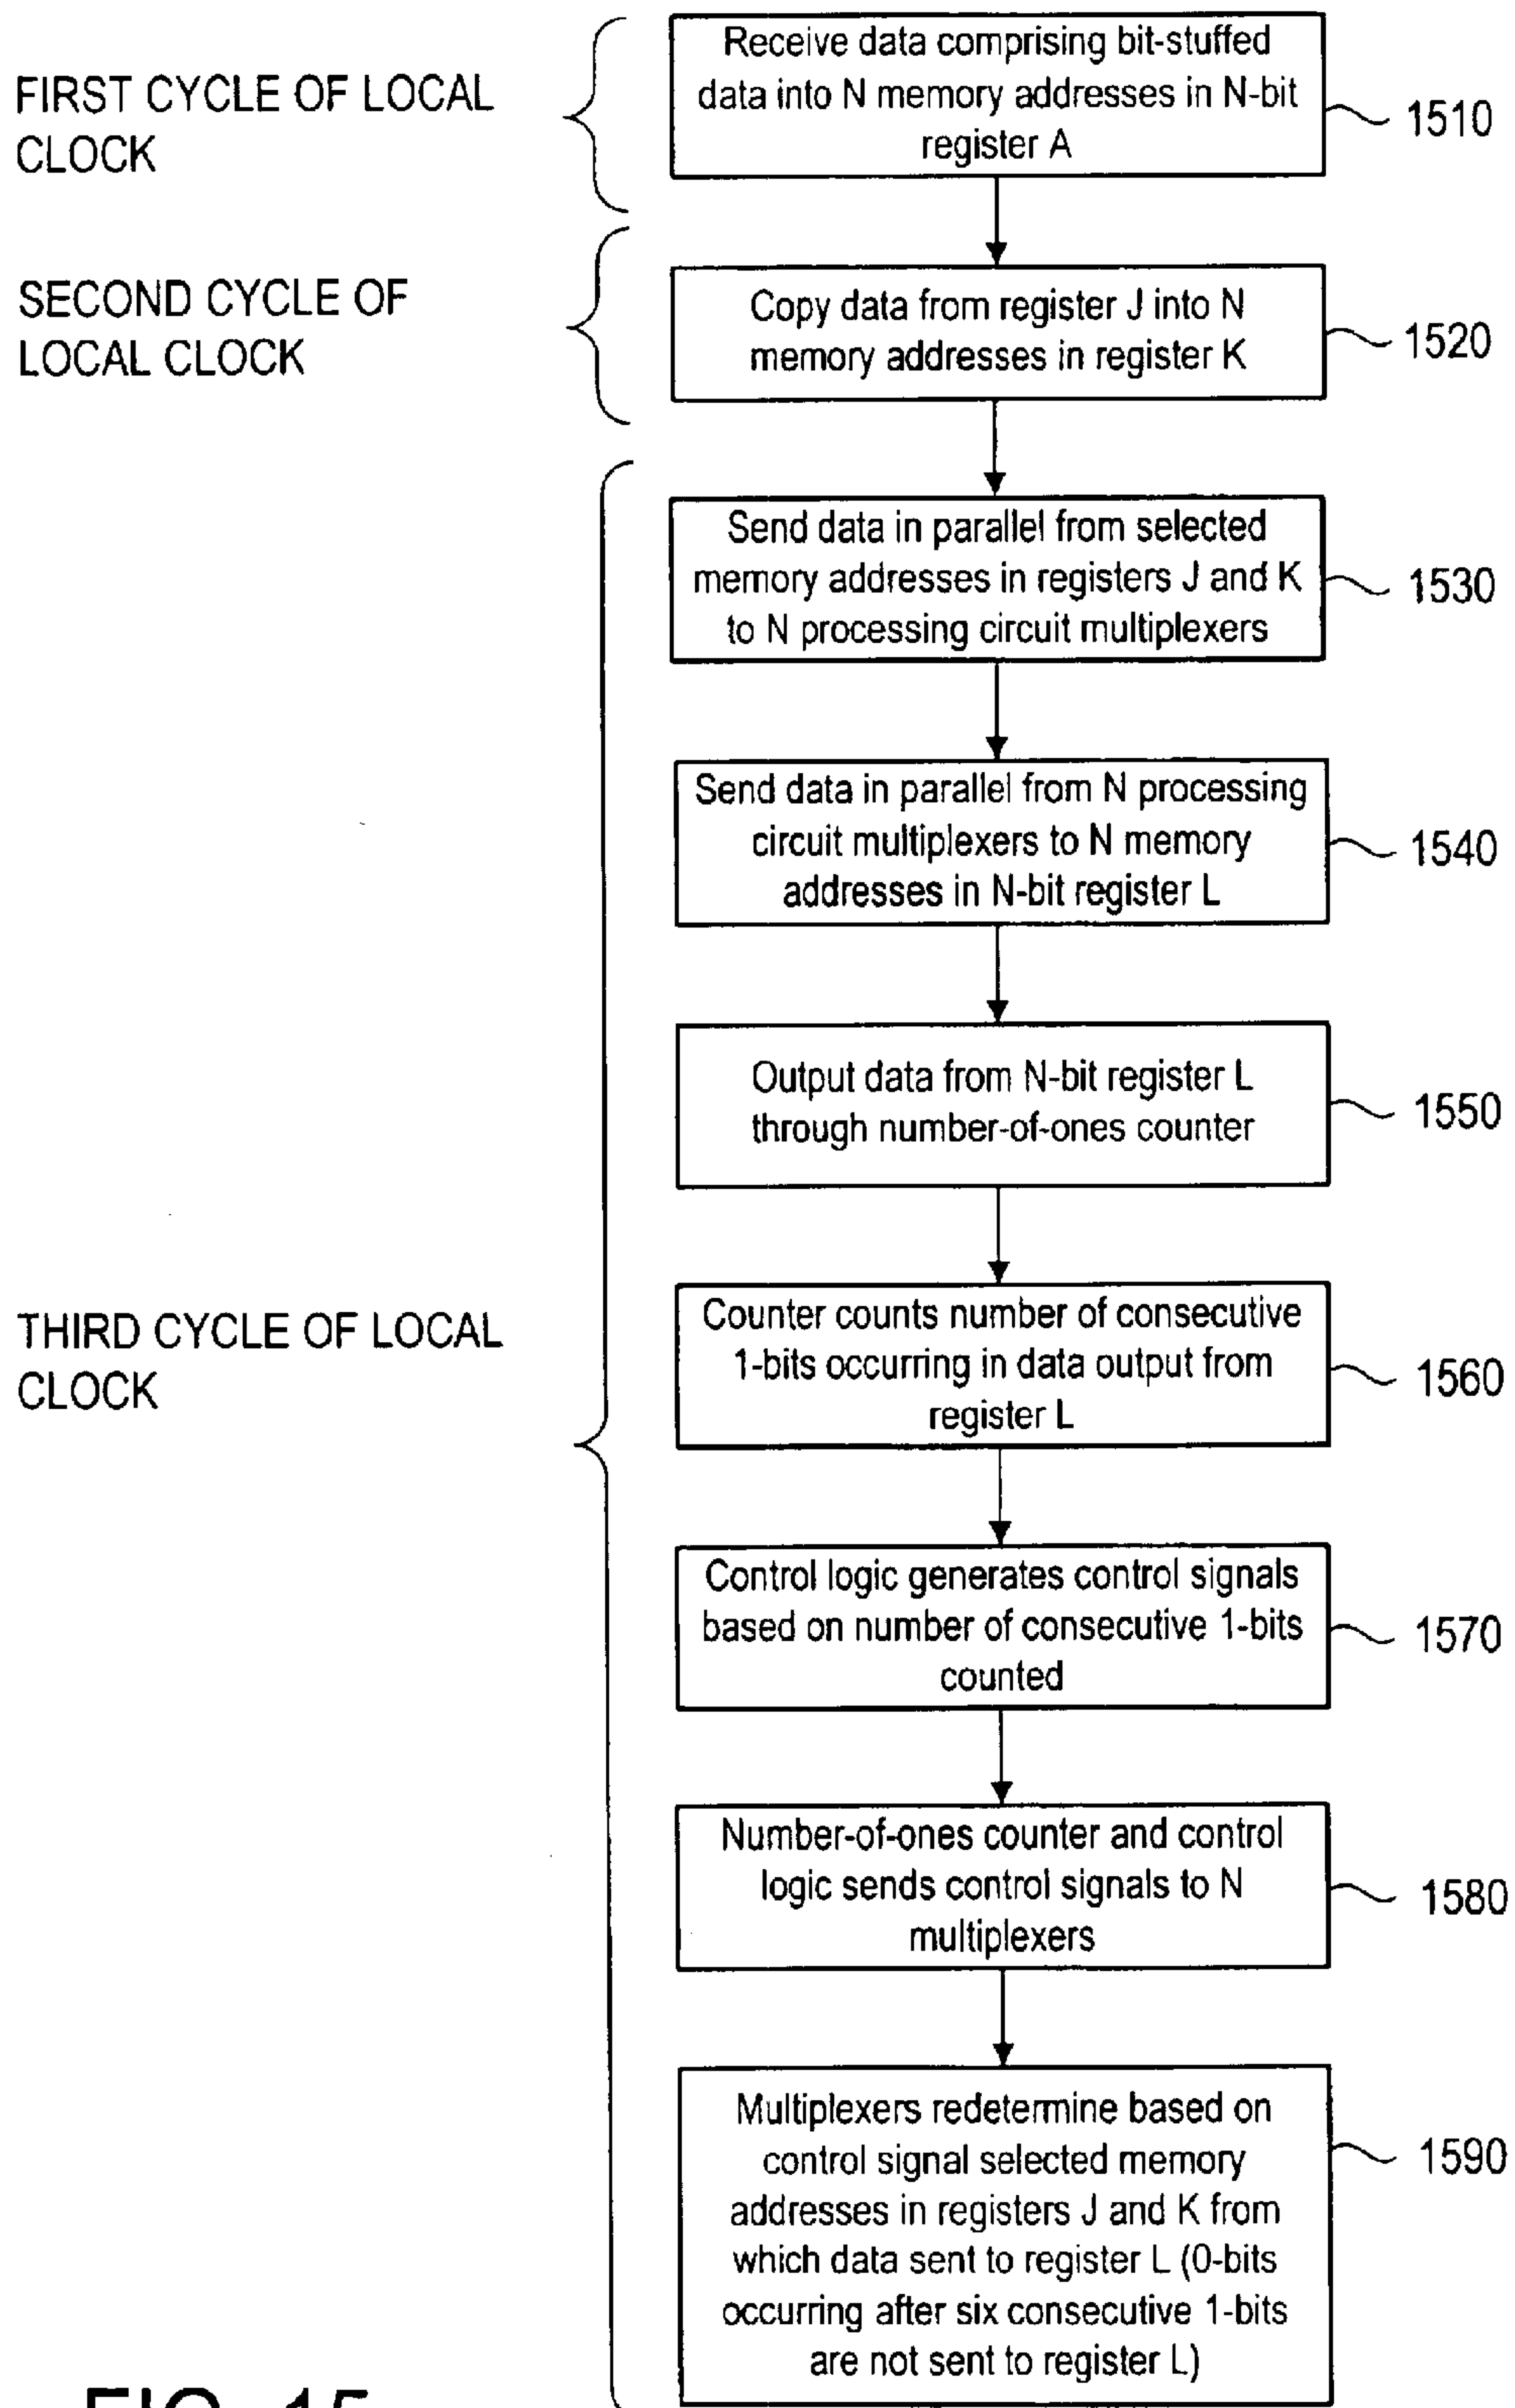 FIRST CYCLE OF LOCAL
CLOCK
Receive data comprising bit-stuffed
data into N memory addresses in N-bit
register A
1510
SECOND CYCLE OF
LOCAL CLOCK
Copy data from register J into N
memory addresses in register K
1520
Send data in parallel from selected
memory addresses in registers J and K
to N processing circuit multiplexers
1530
Send data in parallel from N processing
circuit multiplexers to N memory
addresses in N-bit register L
1540
Output data from N-bit register L
through number-of-ones counter
1550
THIRD CYCLE OF LOCAL
CLOCK
Counter counts number of consecutive
1-bits occurring in data output from
register L
1560
Control logic generates control signals
based on number of consecutive 1-bits
counted
1570
Number-of-ones counter and control
logic sends control signals to N
multiplexers
1580
Multiplexers redetermine based on
control signal selected memory
addresses in registers J and K from
which data sent to register L (0-bits
occurring after six consecutive 1-bits
are not sent to register L)
1590
FIG. 15